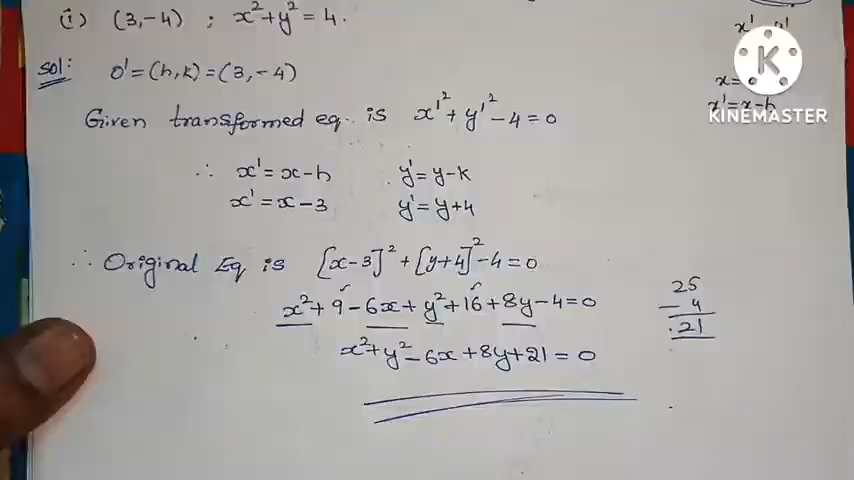 (i) (3,-4) ; x²+y² = 4.
Sol: O' = (h,k) = (3,-4)
Given transformed eq. is x'² + y'² - 4 = 0
∴ x' = x-h y' = y-k
x' = x-3 y' = y+4
∴ Original Eq is [x-3]² + [y+4]² - 4 = 0
x² + 9 - 6x + y² + 16 + 8y - 4 = 0
x² + y² - 6x + 8y + 21 = 0
25
- 4
21
x' = x-h
K
KINEMASTER